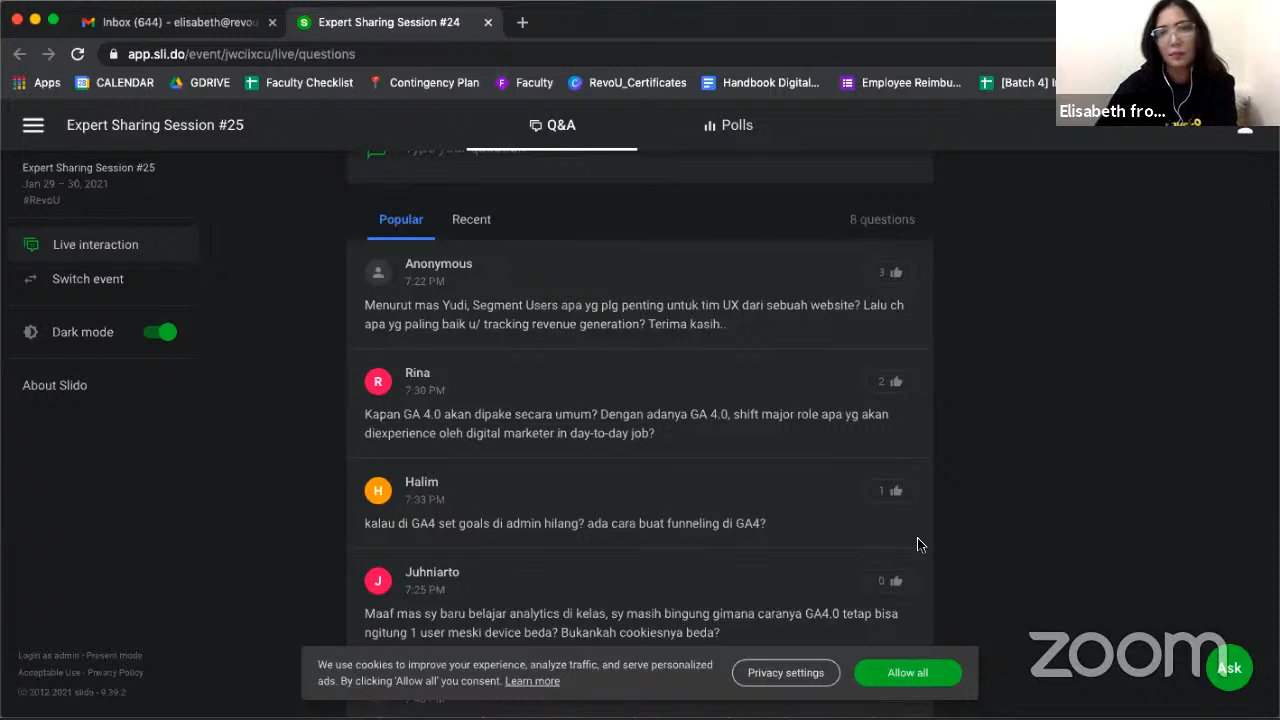 Inbox (644) - elisabeth@revou
Expert Sharing Session #24
app.sli.do/event/jwciixcu/live/questions
Apps
CALENDAR
GDRIVE
Faculty Checklist
Contingency Plan
Faculty
RevoU_Certificates
Handbook Digital...
Employee Reimbu...
[Batch 4]
Elisabeth fro...
Expert Sharing Session #25
Q&A
Polls
Expert Sharing Session #25
Jan 29 – 30, 2021
#RevoU
Live interaction
Switch event
Dark mode
About Slido
Popular
Recent
8 questions
Anonymous
7:22 PM
3
Menurut mas Yudi, Segment Users apa yg plg penting untuk tim UX dari sebuah website? Lalu ch
apa yg paling baik u/ tracking revenue generation? Terima kasih..
R
Rina
7:30 PM
2
Kapan GA 4.0 akan dipake secara umum? Dengan adanya GA 4.0, shift major role apa yg akan
diexperience oleh digital marketer in day-to-day job?
H
Halim
7:33 PM
1
kalau di GA4 set goals di admin hilang? ada cara buat funneling di GA4?
J
Juhniarto
7:25 PM
0
Maaf mas sy baru belajar analytics di kelas, sy masih bingung gimana caranya GA4.0 tetap bisa
ngitung 1 user meski device beda? Bukankah cookiesnya beda?
Login as admin - Present mode
Acceptable Use - Privacy Policy
© 2012-2021 slido - 9.39.2
We use cookies to improve your experience, analyze traffic, and serve personalized
ads. By clicking 'Allow all' you consent. Learn more
Privacy settings
Allow all
zoom
Ask